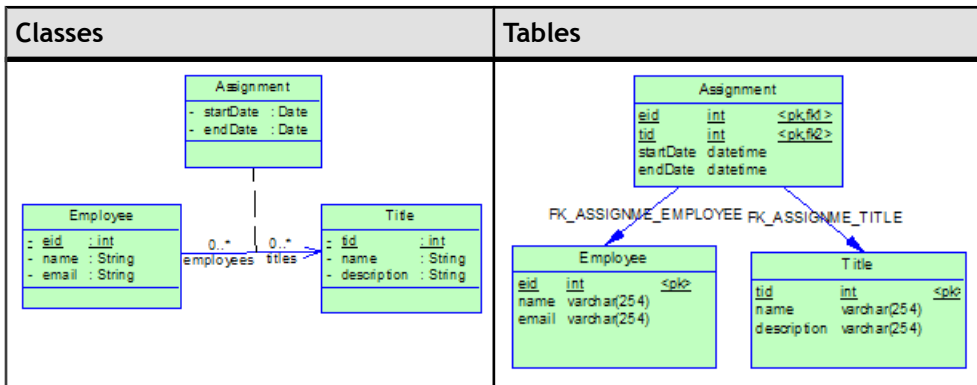 Classes
Tables
Assignment
- startDate : Date
- endDate : Date
Employee
- eid : int
- name : String
- email : String
0..*
employees
0..*
titles
Title
- tid : int
- name : String
- description : String
Assignment
eid int <pk,fk1>
tid int <pk,fk2>
startDate datetime
endDate datetime
FK_ASSIGNME_EMPLOYEE
FK_ASSIGNME_TITLE
Employee
eid int <pk>
name varchar(254)
email varchar(254)
Title
tid int <pk>
name varchar(254)
description varchar(254)